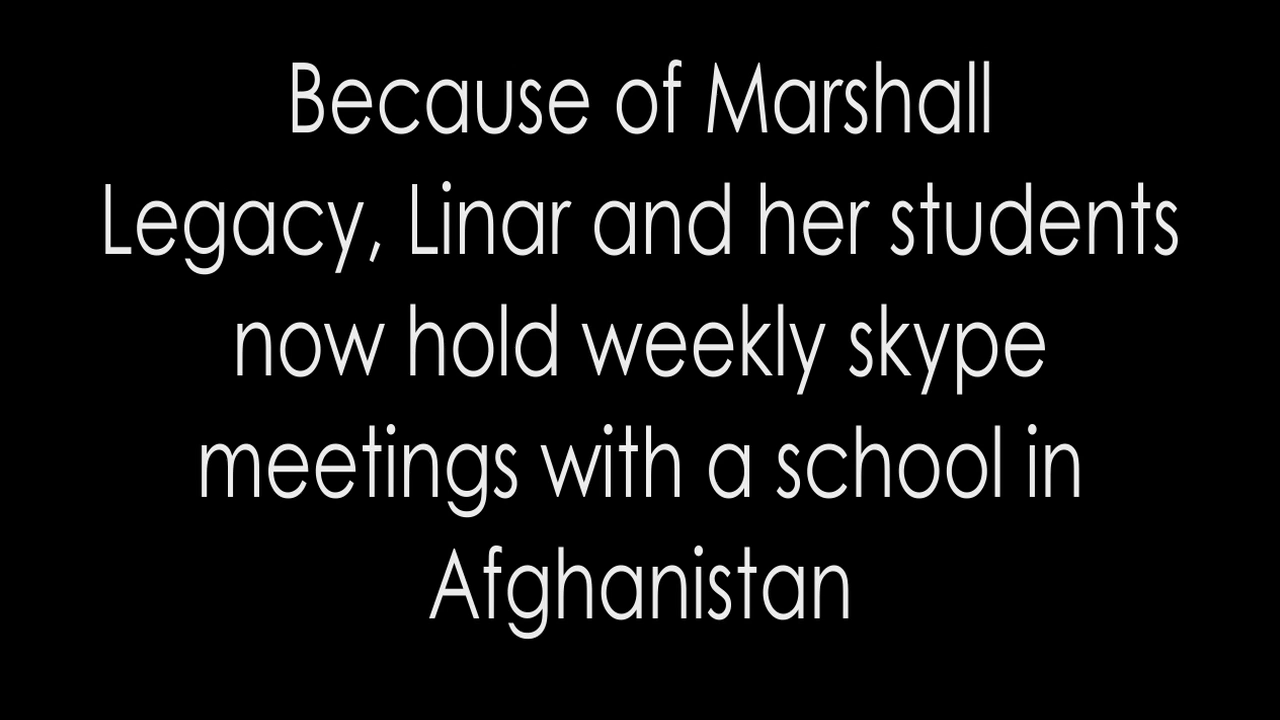 Because of Marshall
Legacy, Linar and her students
now hold weekly skype
meetings with a school in
Afghanistan